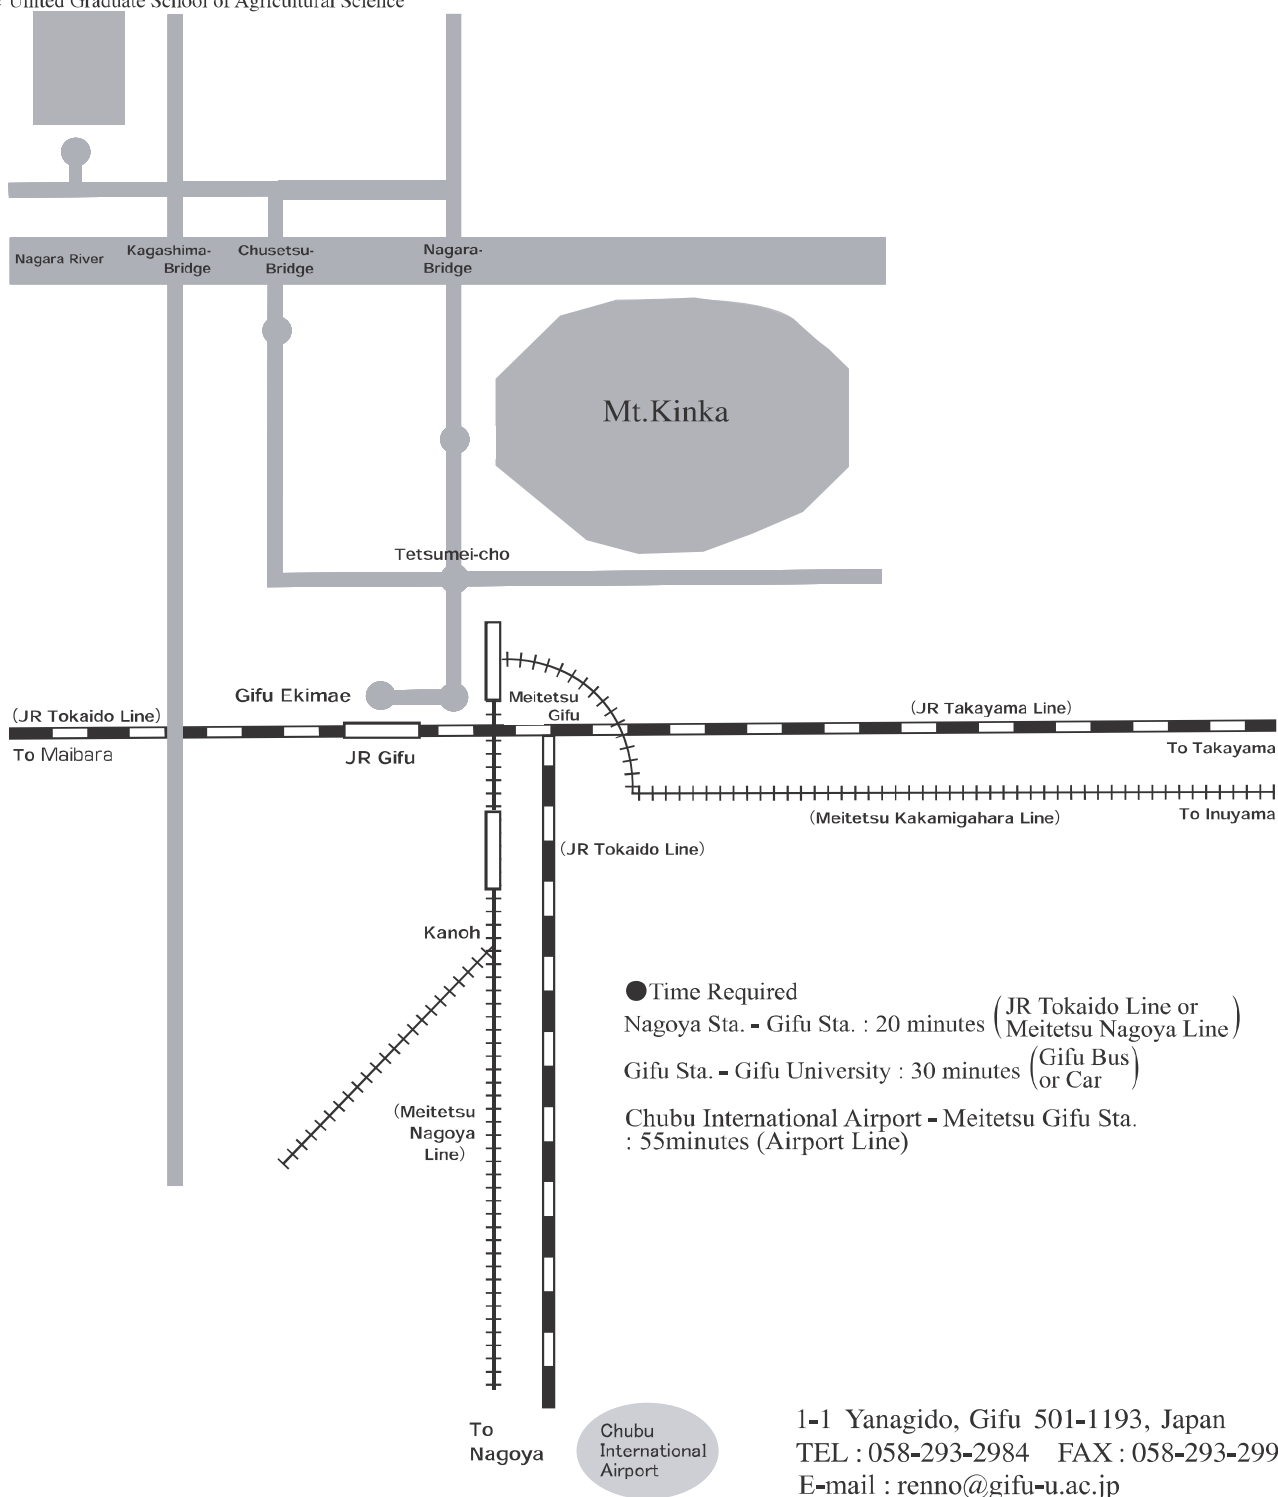 United Graduate School of Agricultural Science
Nagara River
Kagashima-
Bridge
Chusetsu-
Bridge
Nagara-
Bridge
Mt.Kinka
Tetsumei-cho
Gifu Ekimae
Meitetsu
Gifu
(JR Tokaido Line)
(JR Takayama Line)
To Maibara
JR Gifu
To Takayama
(Meitetsu Kakamigahara Line)
To Inuyama
(JR Tokaido Line)
Kanoh
●Time Required
Nagoya Sta. - Gifu Sta. : 20 minutes (JR Tokaido Line or
Meitetsu Nagoya Line)
Gifu Sta. - Gifu University : 30 minutes (Gifu Bus
or Car)
Chubu International Airport - Meitetsu Gifu Sta.
: 55minutes (Airport Line)
(Meitetsu
Nagoya
Line)
To
Nagoya
Chubu
International
Airport
1-1 Yanagido, Gifu 501-1193, Japan
TEL : 058-293-2984 FAX : 058-293-299
E-mail : renno@gifu-u.ac.jp